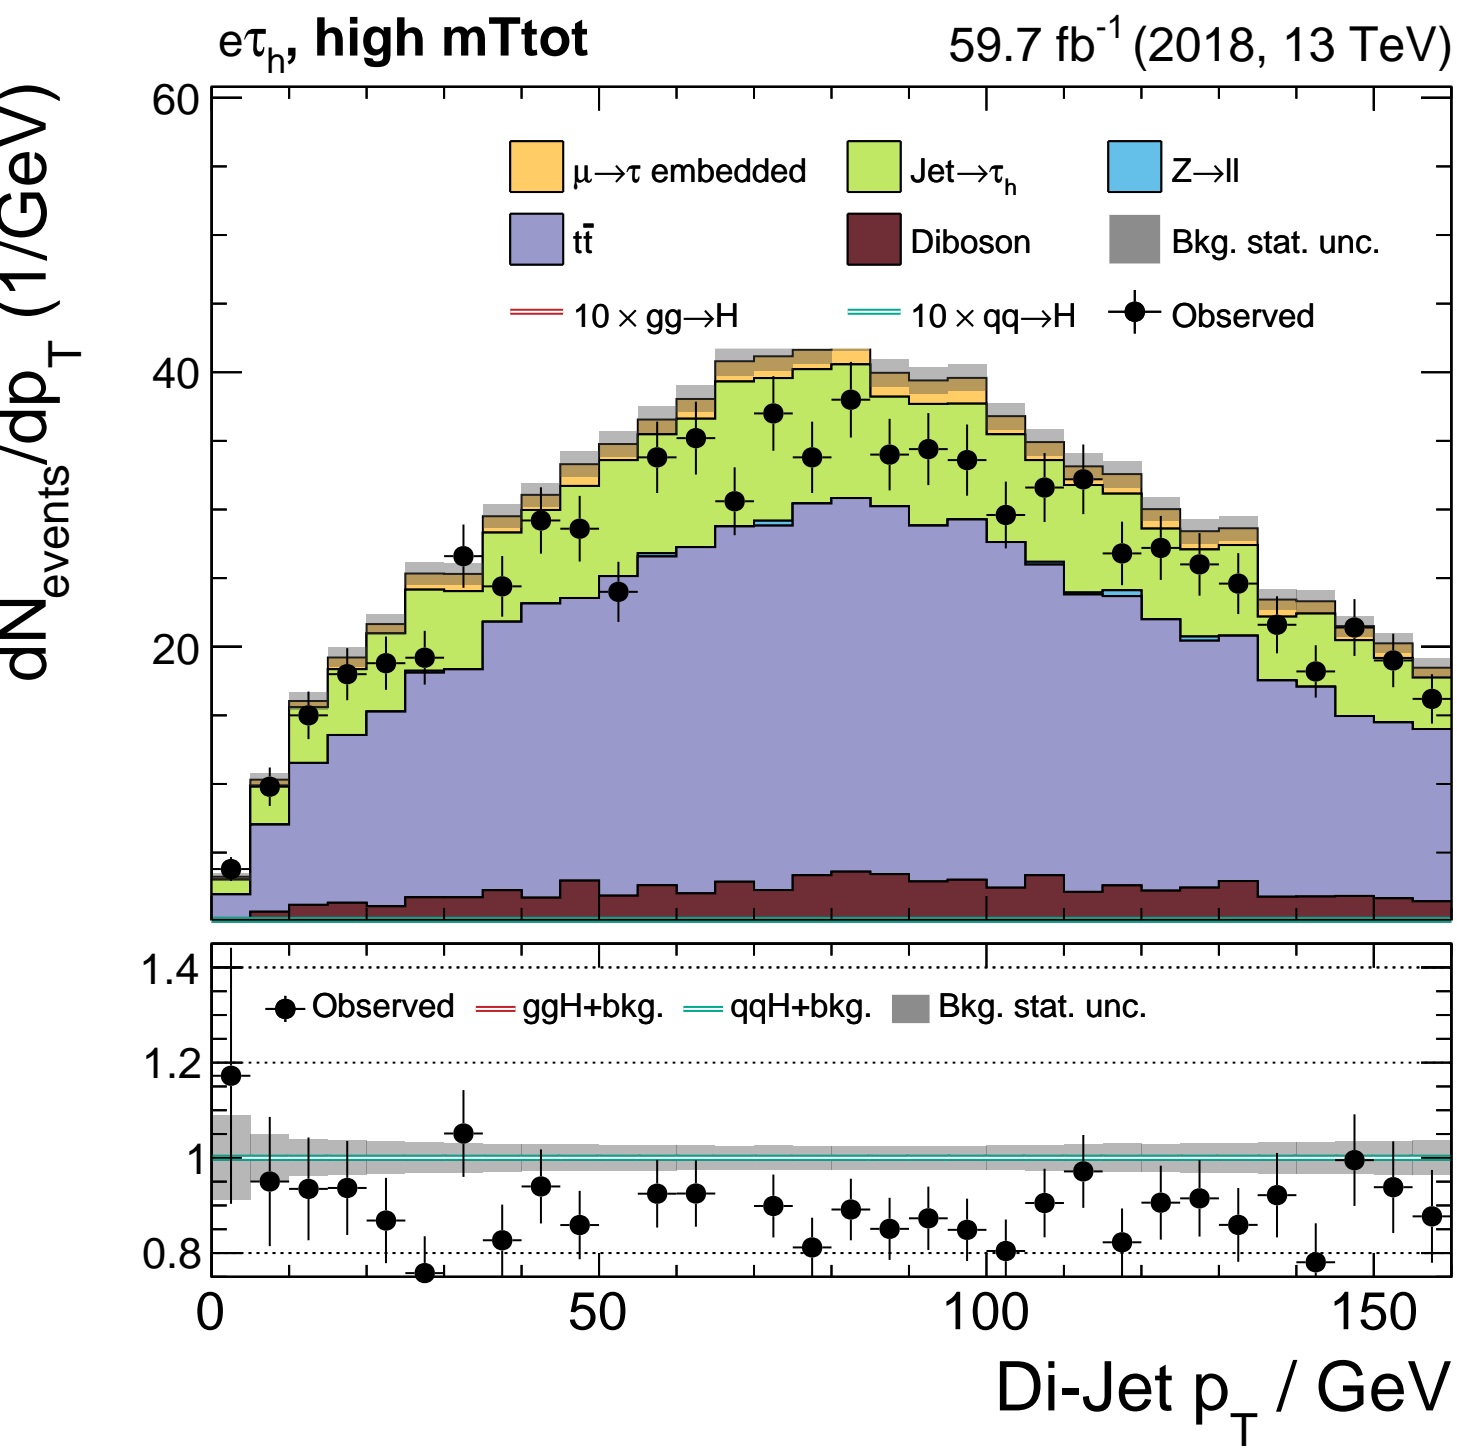 eτh, high mTtot
59.7 fb-1 (2018, 13 TeV)
dNevents/dpT (1/GeV)
60
40
20
μ→τ embedded
Jet→τh
Z→ll
tt̄
Diboson
Bkg. stat. unc.
10 × gg→H
10 × qq→H
Observed
1.4
1.2
1
0.8
Observed
ggH+bkg.
qqH+bkg.
Bkg. stat. unc.
0
50
100
150
Di-Jet pT / GeV